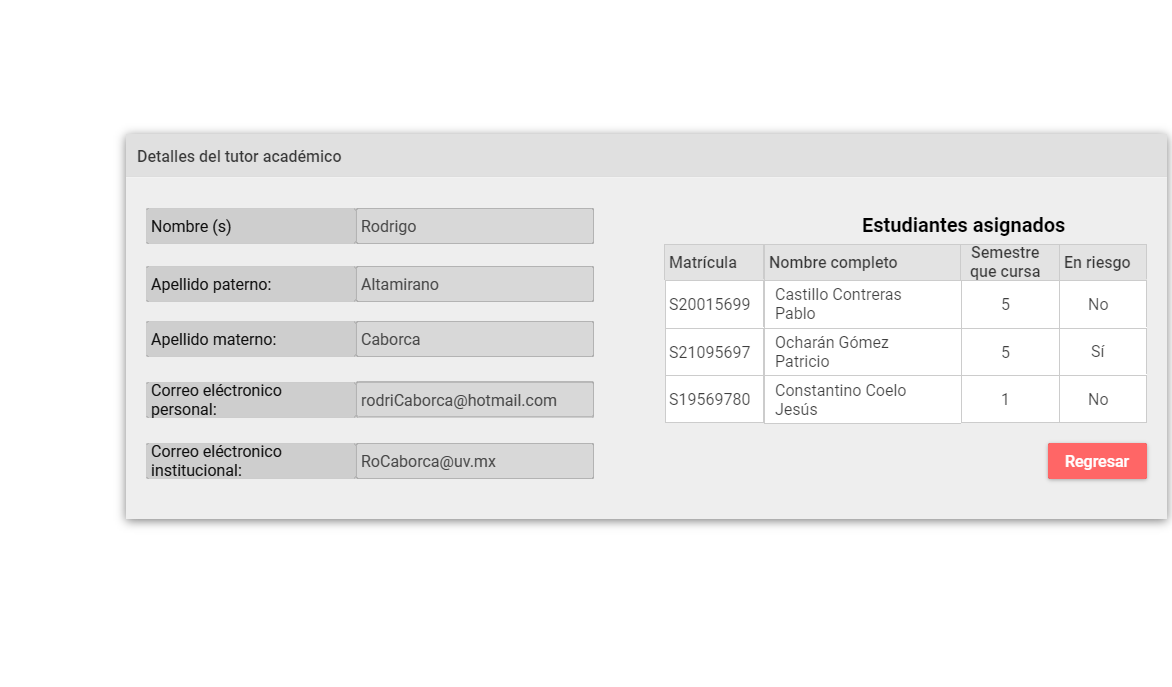 Detalles del tutor académico
Nombre (s)
Rodrigo
Apellido paterno:
Altamirano
Apellido materno:
Caborca
Correo eléctronico
personal:
rodriCaborca@hotmail.com
Correo eléctronico
institucional:
RoCaborca@uv.mx
Estudiantes asignados
Matrícula
Nombre completo
Semestre
que cursa
En riesgo
S20015699
Castillo Contreras
Pablo
5
No
S21095697
Ocharán Gómez
Patricio
5
Sí
S19569780
Constantino Coelo
Jesús
1
No
Regresar